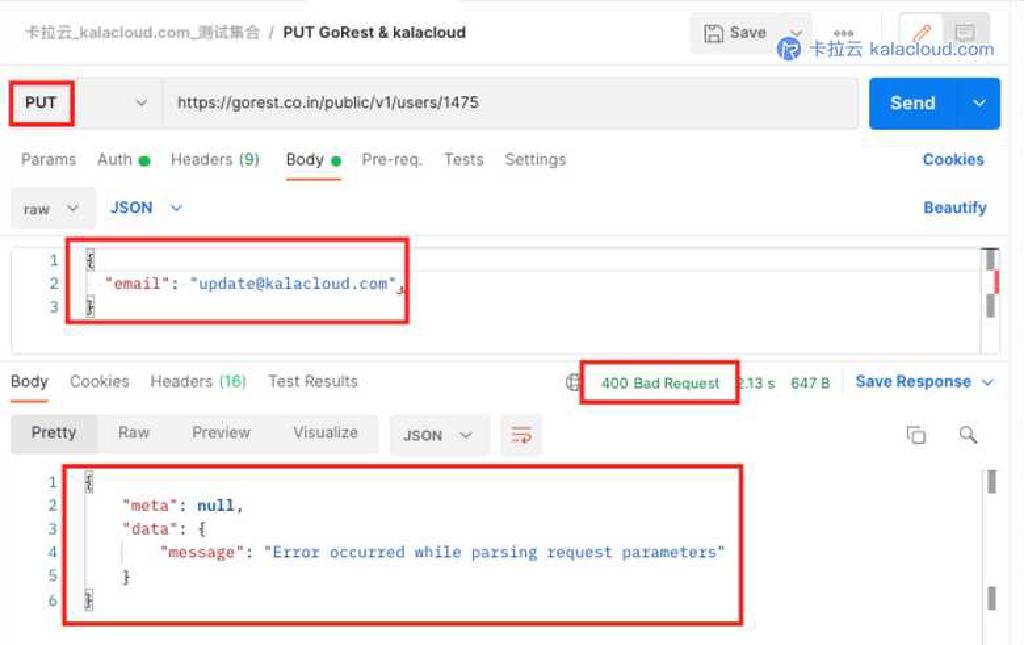 卡拉云_kalacloud.com_测试集合 / PUT GoRest & kalacloud
Save
卡拉云 kalacloud.com
PUT https://gorest.co.in/public/v1/users/1475 Send
Params Auth Headers (9) Body Pre-req. Tests Settings Cookies
raw JSON Beautify
1 {
2 "email": "update@kalacloud.com",
3 }
Body Cookies Headers (16) Test Results 400 Bad Request 2.13 s 647 B Save Response
Pretty Raw Preview Visualize JSON
1 {
2 "meta": null,
3 "data": {
4 "message": "Error occurred while parsing request parameters"
5 }
6 }